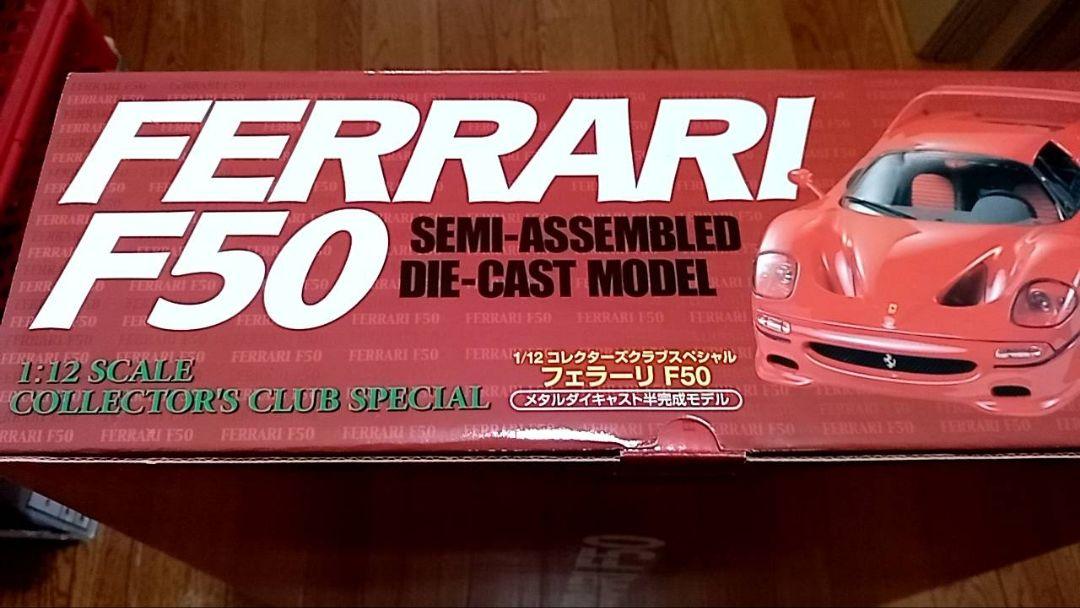 FERRARI
F50
SEMI-ASSEMBLED
DIE-CAST MODEL
1:12 SCALE
COLLECTOR'S CLUB SPECIAL
1/12 コレクターズクラブスペシャル
フェラーリ F50
メタルダイキャスト半完成モデル
F50